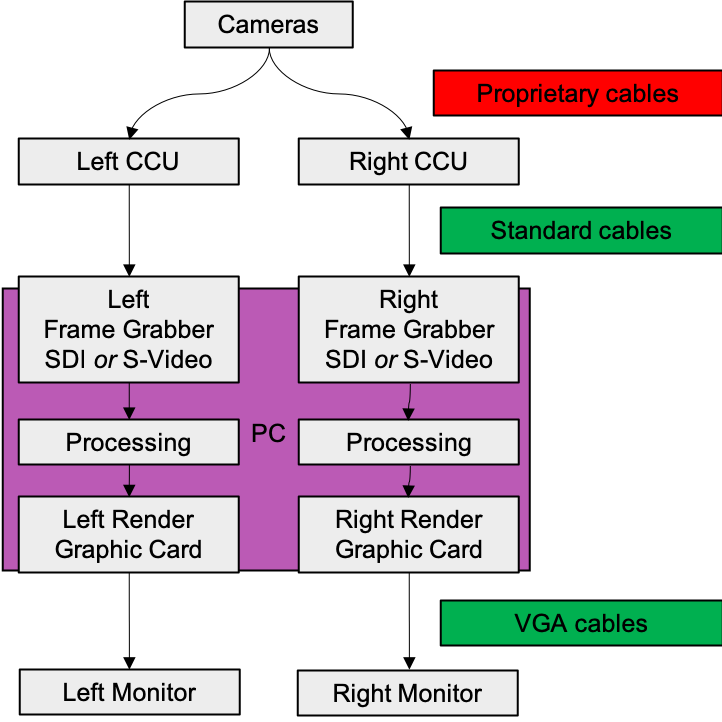 Cameras
Proprietary cables
Left CCU
Right CCU
Standard cables
Left
Frame Grabber
SDI or S-Video
Right
Frame Grabber
SDI or S-Video
Processing
PC
Processing
Left Render
Graphic Card
Right Render
Graphic Card
VGA cables
Left Monitor
Right Monitor